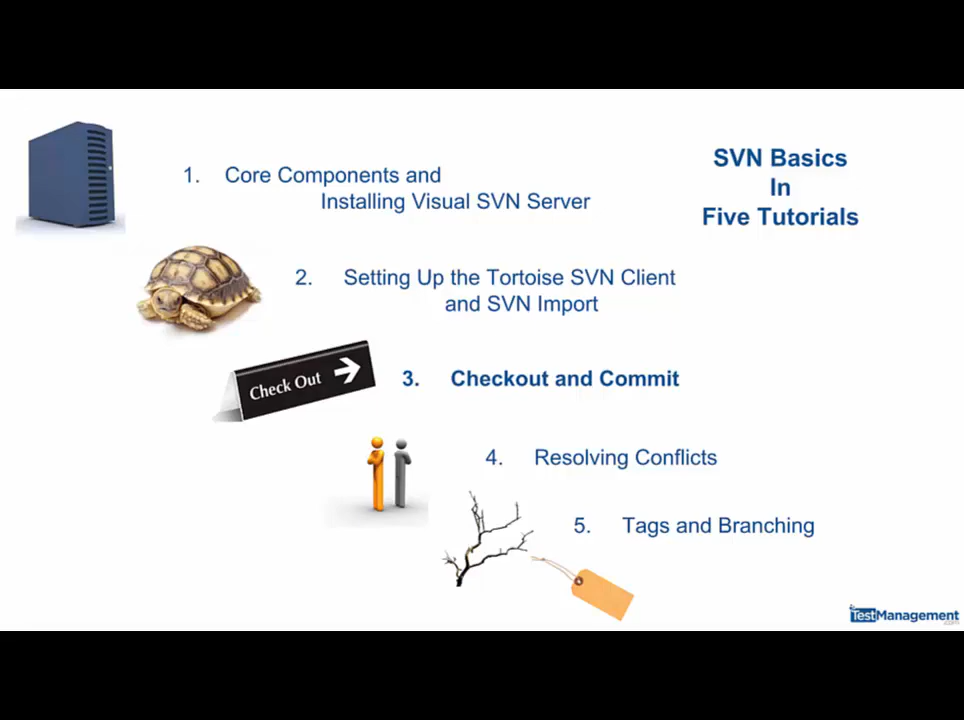 SVN Basics
In
Five Tutorials
1. Core Components and
Installing Visual SVN Server
2. Setting Up the Tortoise SVN Client
and SVN Import
Check Out
3. Checkout and Commit
4. Resolving Conflicts
5. Tags and Branching
TestManagement
.com